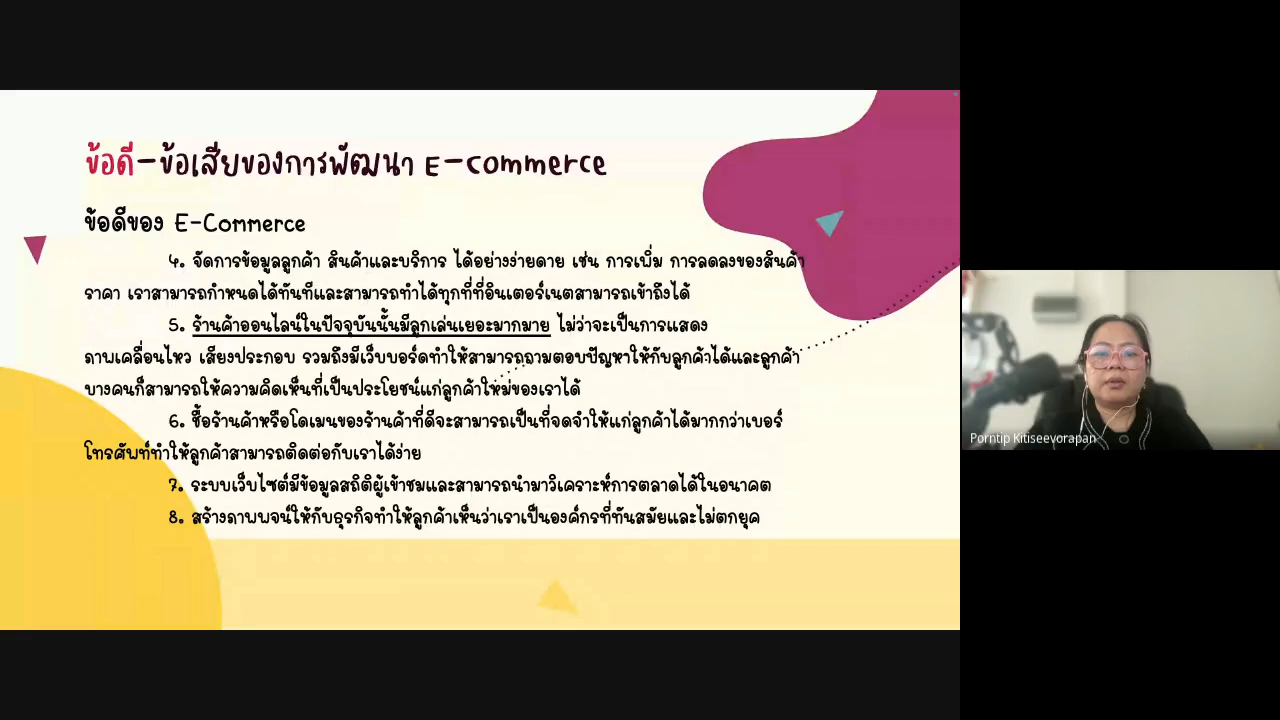 ข้อดี-ข้อเสียของการพัฒนา E-commerce
ข้อดีของ E-Commerce
4. จัดการข้อมูลลูกค้า สินค้าและบริการ ได้อย่างง่ายดาย เช่น การเพิ่ม การลดลงของสินค้า
ราคา เราสามารถกำหนดได้ทันทีและสามารถทำได้ทุกที่ที่อินเตอร์เนตสามารถเข้าถึงได้
5. ร้านค้าออนไลน์ในปัจจุบันนั้นมีลูกเล่นเยอะมากมาย ไม่ว่าจะเป็นการแสดง
ภาพเคลื่อนไหว เสียงประกอบ รวมถึงมีเว็บบอร์ดทำให้สามารถถามตอบปัญหาให้กับลูกค้าได้และลูกค้า
บางคนก็สามารถให้ความคิดเห็นที่เป็นประโยชน์แก่ลูกค้าใหม่ของเราได้
6. ชื่อร้านค้าหรือโดเมนของร้านค้าที่ดีจะสามารถเป็นที่จดจำให้แก่ลูกค้าได้มากกว่าเบอร์
โทรศัพท์ทำให้ลูกค้าสามารถติดต่อกับเราได้ง่าย
7. ระบบเว็บไซต์มีข้อมูลสถิติผู้เข้าชมและสามารถนำมาวิเคราะห์การตลาดได้ในอนาคต
8. สร้างภาพพจน์ให้กับธุรกิจทำให้ลูกค้าเห็นว่าเราเป็นองค์กรที่ทันสมัยและไม่ตกยุค
Porntip Kitiseevorapan